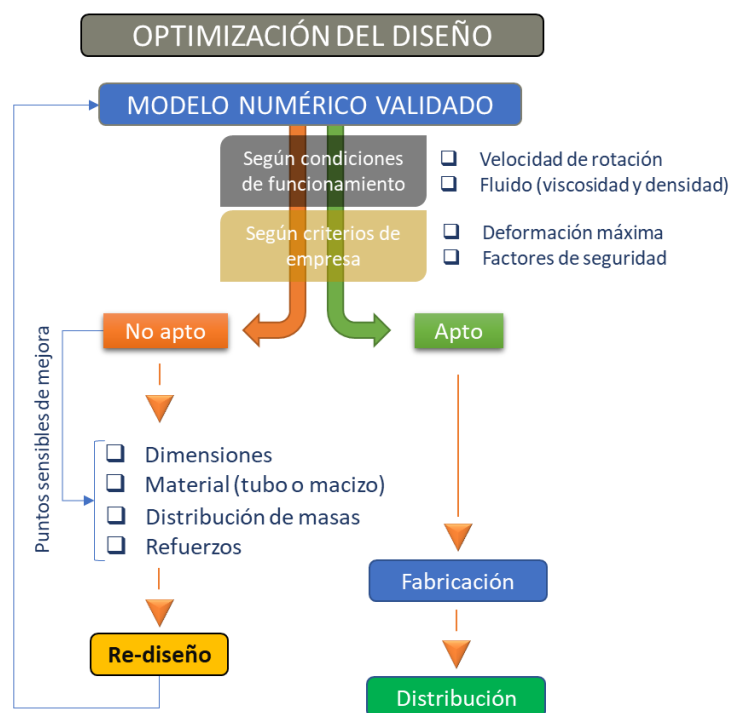 OPTIMIZACIÓN DEL DISEÑO
MODELO NUMÉRICO VALIDADO
Según condiciones
de funcionamiento
Velocidad de rotación
Fluido (viscosidad y densidad)
Según criterios de
empresa
Deformación máxima
Factores de seguridad
No apto
Apto
Puntos sensibles de mejora
Dimensiones
Material (tubo o macizo)
Distribución de masas
Refuerzos
Fabricación
Re-diseño
Distribución